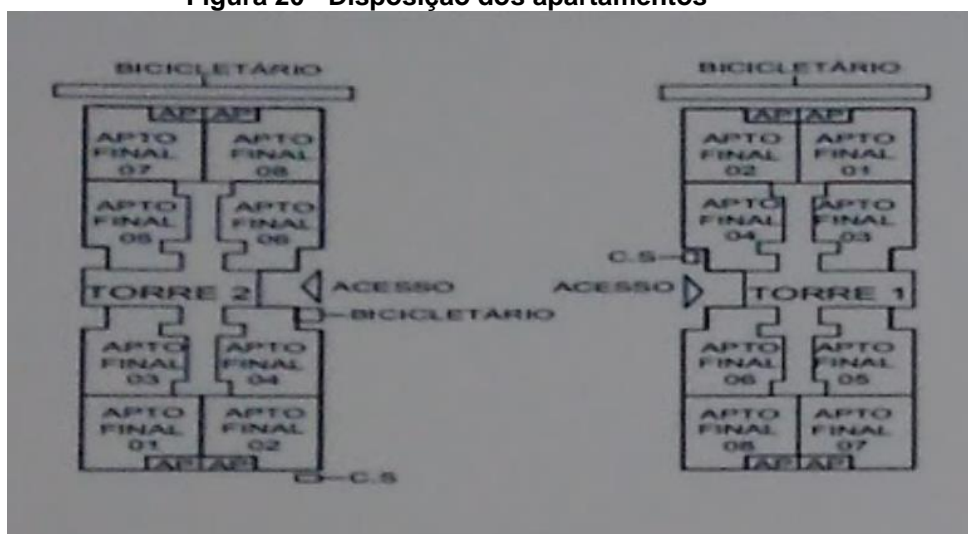 Figura 20 - Disposição dos apartamentos
BICICLETÁRIO
AP AP
APTO FINAL 07
APTO FINAL 08
APTO FINAL 05
APTO FINAL 06
TORRE 2
ACESSO
BICICLETÁRIO
APTO FINAL 03
APTO FINAL 04
APTO FINAL 01
APTO FINAL 02
AP AP
C.S
BICICLETÁRIO
AP AP
APTO FINAL 02
APTO FINAL 01
APTO FINAL 04
APTO FINAL 03
C.S
ACESSO
TORRE 1
APTO FINAL 06
APTO FINAL 05
APTO FINAL 08
APTO FINAL 07
AP AP